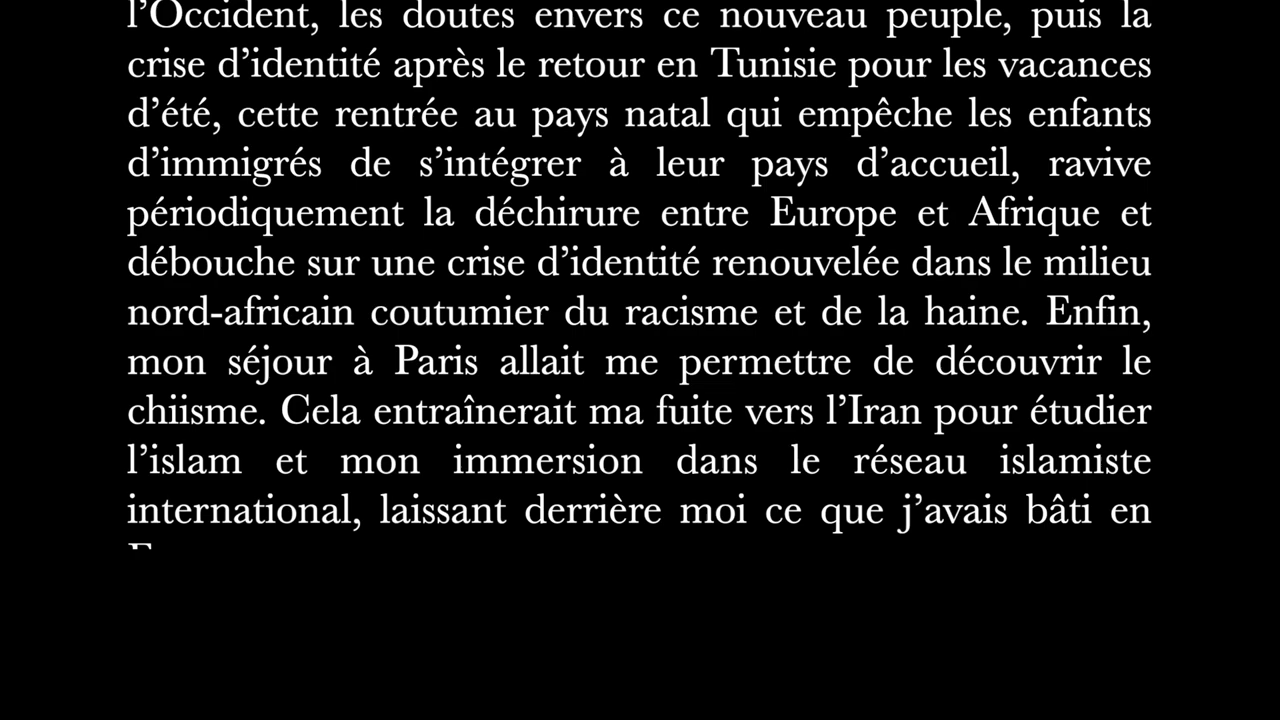 l’Occident, les doutes envers ce nouveau peuple, puis la
crise d’identité après le retour en Tunisie pour les vacances
d’été, cette rentrée au pays natal qui empêche les enfants
d’immigrés de s’intégrer à leur pays d’accueil, ravive
périodiquement la déchirure entre Europe et Afrique et
débouche sur une crise d’identité renouvelée dans le milieu
nord-africain coutumier du racisme et de la haine. Enfin,
mon séjour à Paris allait me permettre de découvrir le
chiisme. Cela entraînerait ma fuite vers l’Iran pour étudier
l’islam et mon immersion dans le réseau islamiste
international, laissant derrière moi ce que j’avais bâti en